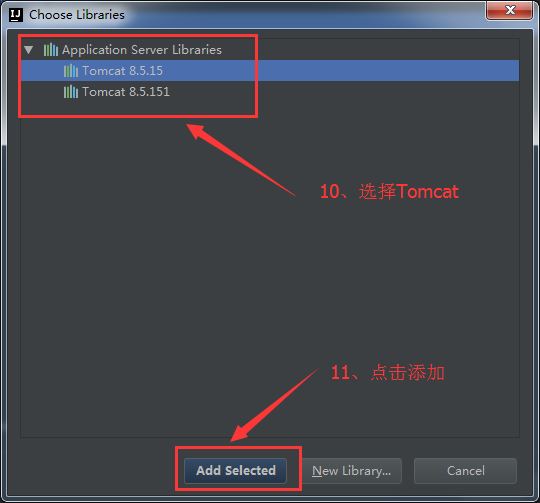 IJ Choose Libraries
Application Server Libraries
Tomcat 8.5.15
Tomcat 8.5.151
10、选择Tomcat
11、点击添加
Add Selected New Library... Cancel